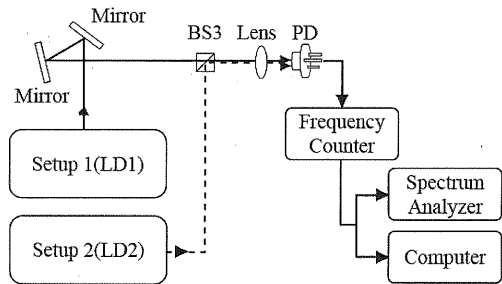 Mirror
BS3 Lens PD
Mirror
Frequency
Counter
Setup 1(LD1)
Spectrum
Analyzer
Setup 2(LD2)
Computer